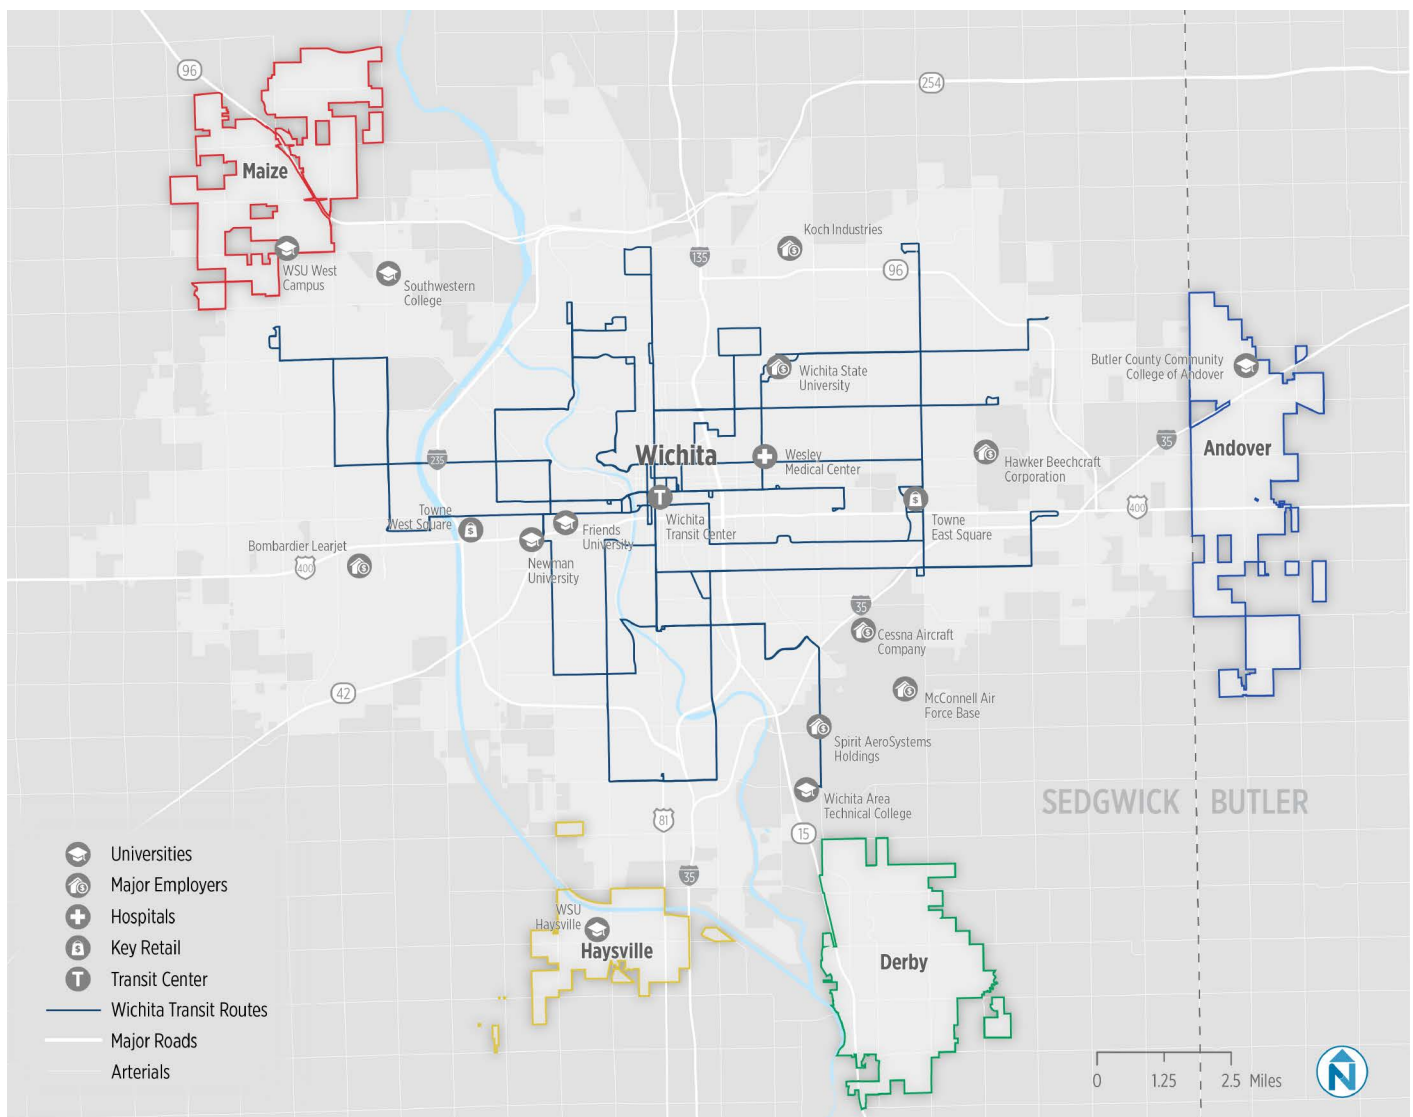 96
254
Maize
Koch Industries
135
96
WSU West
Campus
Southwestern
College
Butler County Community
College of Andover
Wichita State
University
35
Andover
Wichita
235
Wesley
Medical Center
Hawker Beechcraft
Corporation
400
Towne
West Square
Friends
University
Wichita
Transit Center
Towne
East Square
Bombardier Learjet
400
Newman
University
35
Cessna Aircraft
Company
42
McConnell Air
Force Base
Spirit AeroSystems
Holdings
Wichita Area
Technical College
SEDGWICK
BUTLER
81
15
35
WSU
Haysville
Haysville
Derby
Universities
Major Employers
Hospitals
Key Retail
T Transit Center
Wichita Transit Routes
Major Roads
Arterials
T
0 1.25 2.5 Miles
N